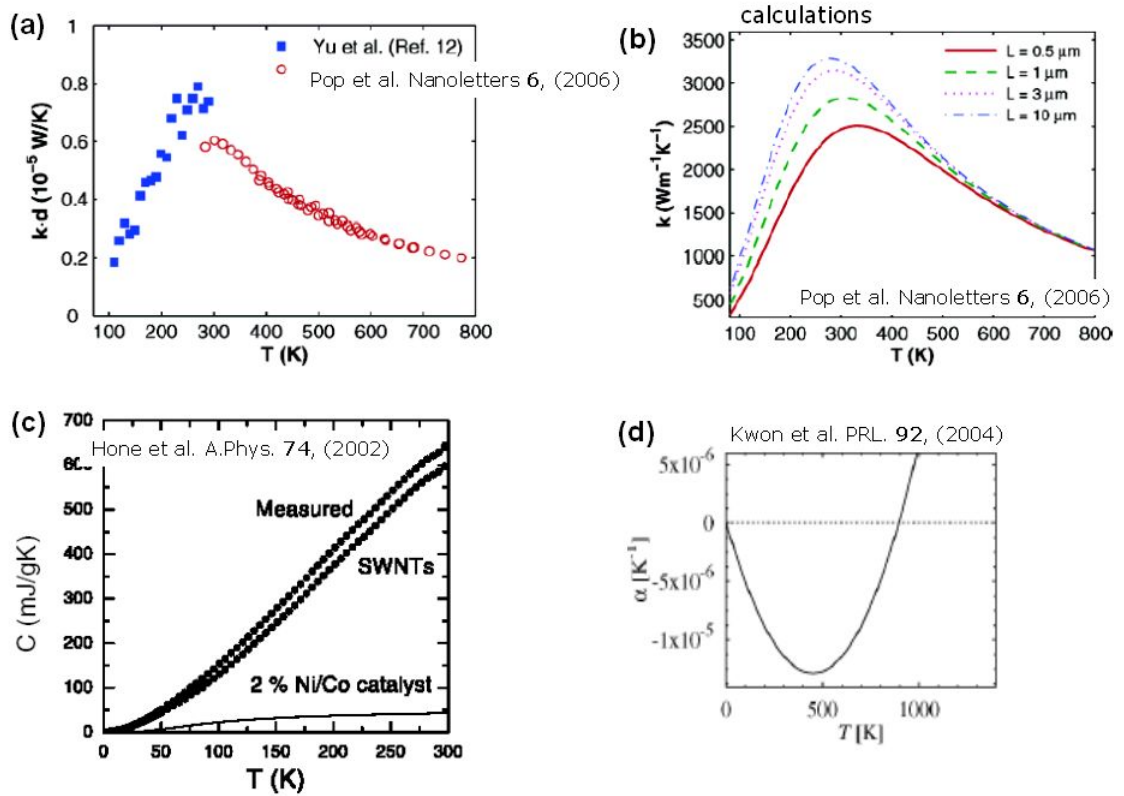 (a)
1
0.8
0.6
0.4
0.2
0
k·d (10⁻⁵ W/K)
Yu et al. (Ref. 12)
Pop et al. Nanoletters 6, (2006)
100 200 300 400 500 600 700 800
T (K)
calculations
(b)
3500
3000
2500
2000
1500
1000
500
k (Wm⁻¹K⁻¹)
L = 0.5 µm
L = 1 µm
L = 3 µm
L = 10 µm
Pop et al. Nanoletters 6, (2006)
100 200 300 400 500 600 700 800
T (K)
(c)
700
Hone et al. A.Phys. 74, (2002)
500
400
300
200
100
0
C (mJ/gK)
Measured
SWNTs
2 % Ni/Co catalyst
0 50 100 150 200 250 300
T (K)
(d)
Kwon et al. PRL. 92, (2004)
5x10⁻⁶
0
-5x10⁻⁶
-1x10⁻⁵
α [K⁻¹]
0 500 1000
T [K]